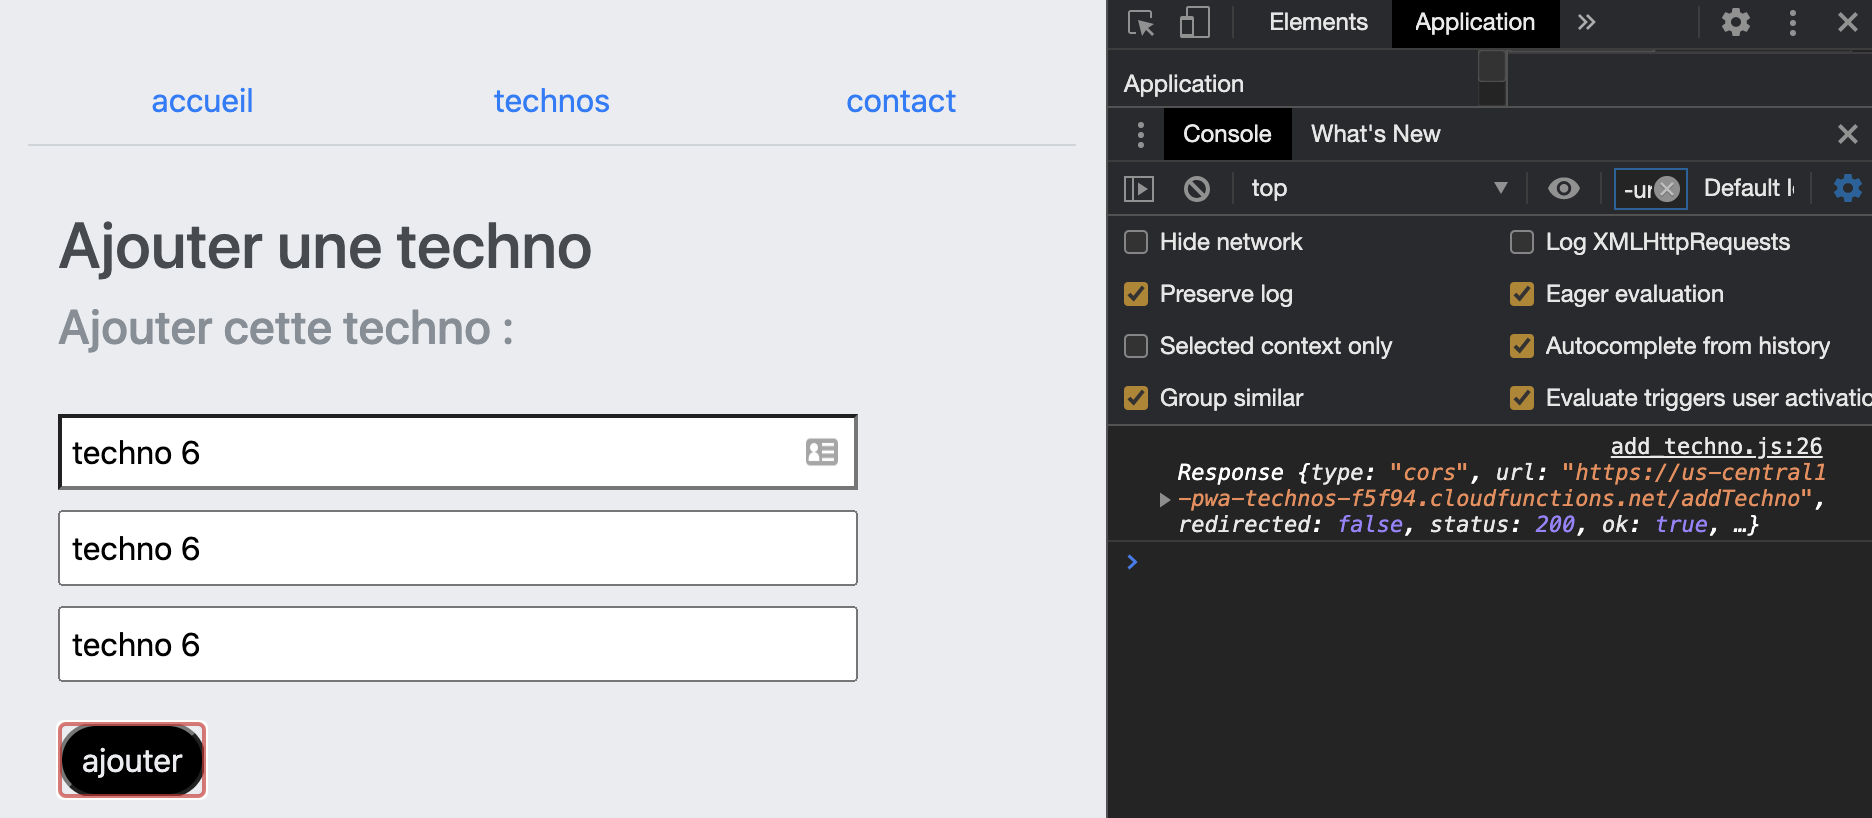 accueil technos contact
Ajouter une techno
Ajouter cette techno :
techno 6
techno 6
techno 6
ajouter
Elements Application
Application
Console What's New
top -ur Default l
Hide network Log XMLHttpRequests
Preserve log Eager evaluation
Selected context only Autocomplete from history
Group similar Evaluate triggers user activatio
add_techno.js:26
Response {type: "cors", url: "https://us-central1
-pwa-technos-f5f94.cloudfunctions.net/addTechno",
redirected: false, status: 200, ok: true, …}